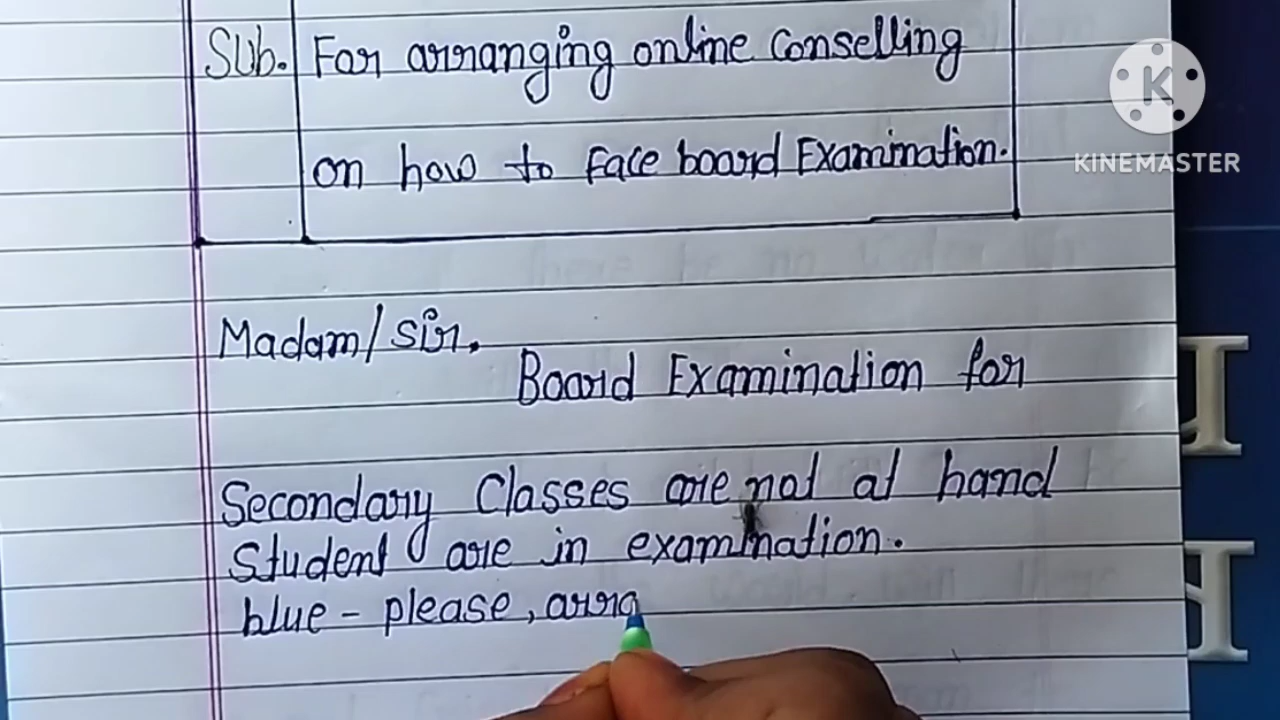 Sub. For arranging online Conselling
on how to Face board Examination.
K
KINEMASTER
Madam/Sir.
Board Examination for
Secondary Classes are not at hand
Student are in examination.
blue - please, arra